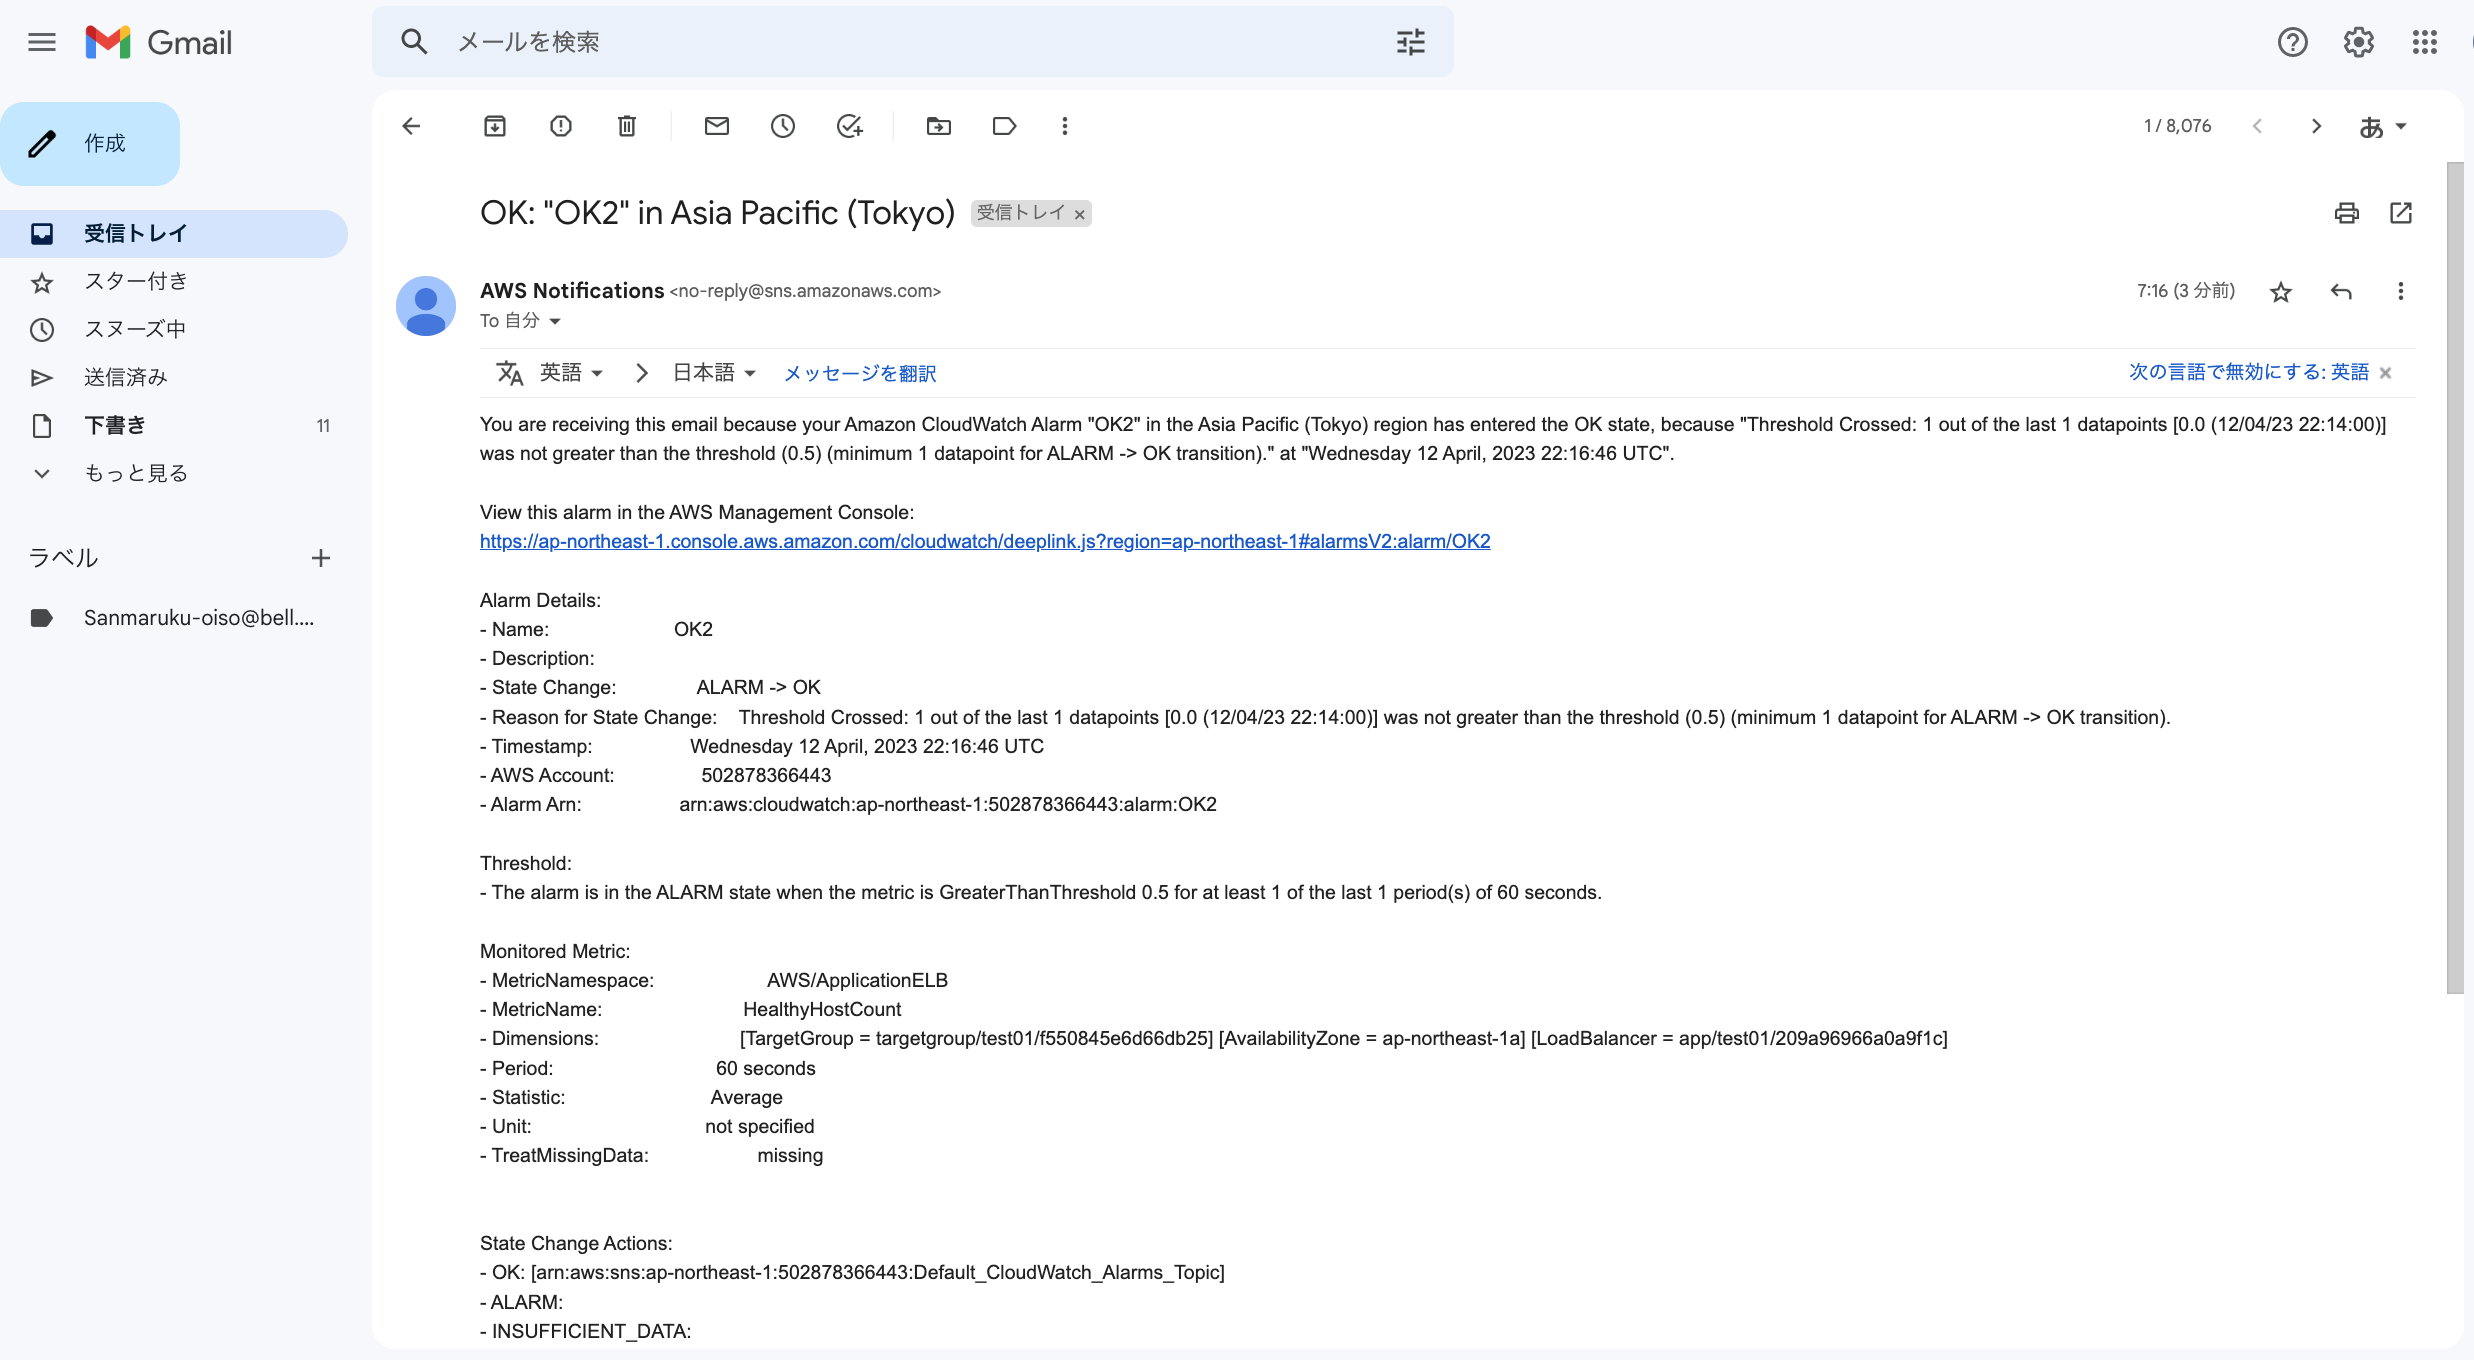 Gmail
メールを検索
作成
受信トレイ
スター付き
スヌーズ中
送信済み
下書き 11
もっと見る
ラベル
Sanmaruku-oiso@bell....
1 / 8,076
あ
OK: "OK2" in Asia Pacific (Tokyo) 受信トレイ ×
AWS Notifications <no-reply@sns.amazonaws.com>
7:16 (3 分前)
To 自分
英語 日本語 メッセージを翻訳
次の言語で無効にする: 英語 ×
You are receiving this email because your Amazon CloudWatch Alarm "OK2" in the Asia Pacific (Tokyo) region has entered the OK state, because "Threshold Crossed: 1 out of the last 1 datapoints [0.0 (12/04/23 22:14:00)]
was not greater than the threshold (0.5) (minimum 1 datapoint for ALARM -> OK transition)." at "Wednesday 12 April, 2023 22:16:46 UTC".
View this alarm in the AWS Management Console:
https://ap-northeast-1.console.aws.amazon.com/cloudwatch/deeplink.js?region=ap-northeast-1#alarmsV2:alarm/OK2
Alarm Details:
- Name: OK2
- Description:
- State Change: ALARM -> OK
- Reason for State Change: Threshold Crossed: 1 out of the last 1 datapoints [0.0 (12/04/23 22:14:00)] was not greater than the threshold (0.5) (minimum 1 datapoint for ALARM -> OK transition).
- Timestamp: Wednesday 12 April, 2023 22:16:46 UTC
- AWS Account: 502878366443
- Alarm Arn: arn:aws:cloudwatch:ap-northeast-1:502878366443:alarm:OK2
Threshold:
- The alarm is in the ALARM state when the metric is GreaterThanThreshold 0.5 for at least 1 of the last 1 period(s) of 60 seconds.
Monitored Metric:
- MetricNamespace: AWS/ApplicationELB
- MetricName: HealthyHostCount
- Dimensions: [TargetGroup = targetgroup/test01/f550845e6d66db25] [AvailabilityZone = ap-northeast-1a] [LoadBalancer = app/test01/209a96966a0a9f1c]
- Period: 60 seconds
- Statistic: Average
- Unit: not specified
- TreatMissingData: missing
State Change Actions:
- OK: [arn:aws:sns:ap-northeast-1:502878366443:Default_CloudWatch_Alarms_Topic]
- ALARM:
- INSUFFICIENT_DATA: